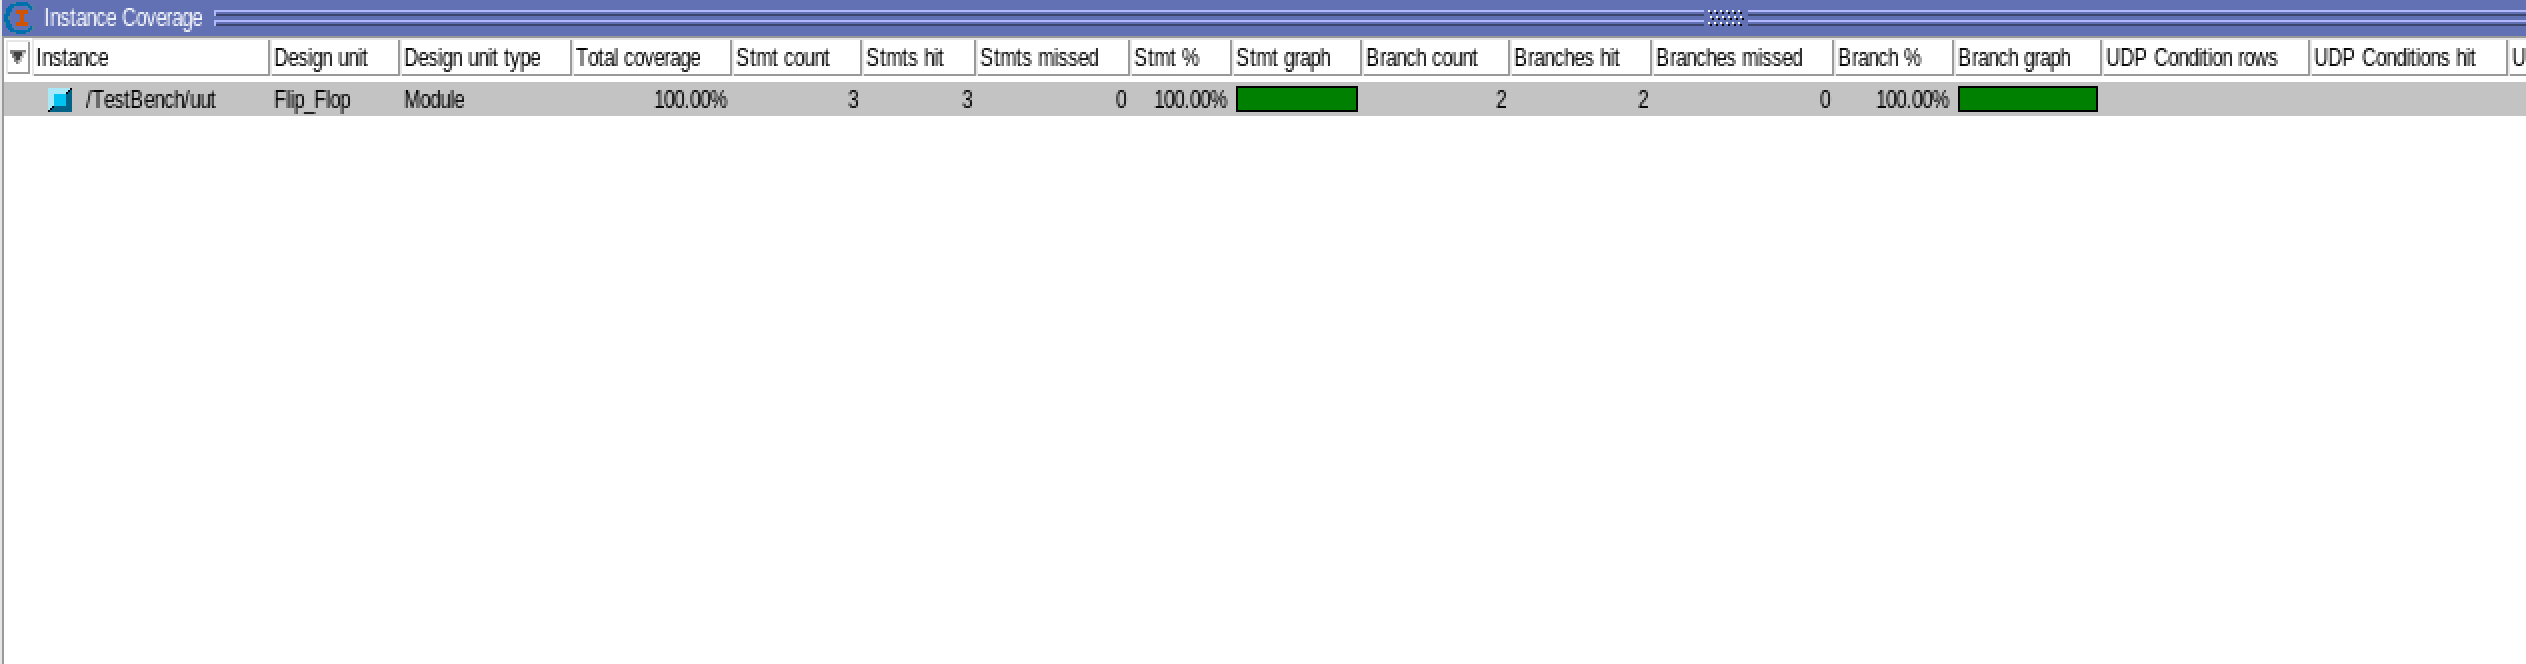 Instance Coverage
Instance Design unit Design unit type Total coverage Stmt count Stmts hit Stmts missed Stmt % Stmt graph Branch count Branches hit Branches missed Branch % Branch graph UDP Condition rows UDP Conditions hit U
/TestBench/uut Flip_Flop Module 100.00% 3 3 0 100.00% 2 2 0 100.00%